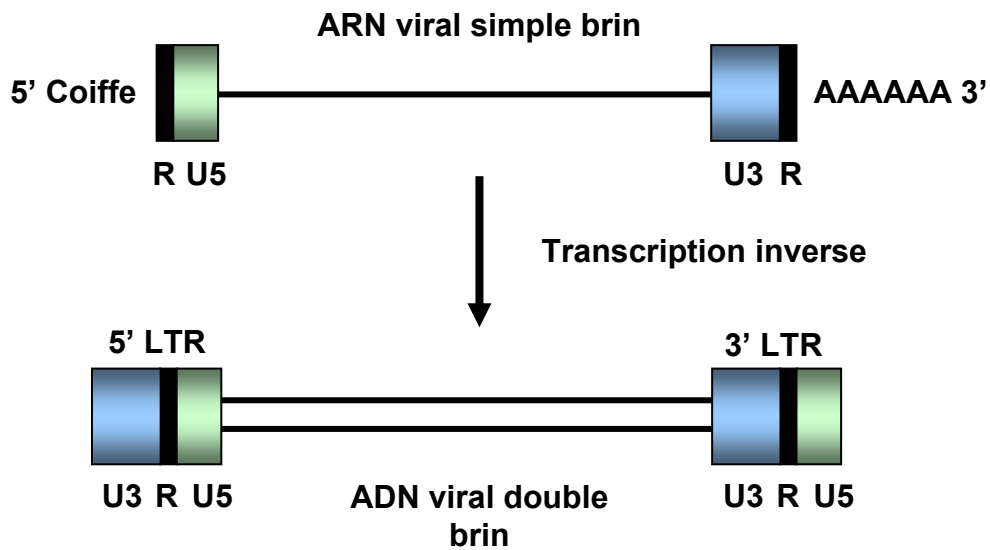 ARN viral simple brin
5' Coiffe
AAAAAA 3'
R U5
U3 R
Transcription inverse
5' LTR
3' LTR
U3 R U5
ADN viral double
brin
U3 R U5